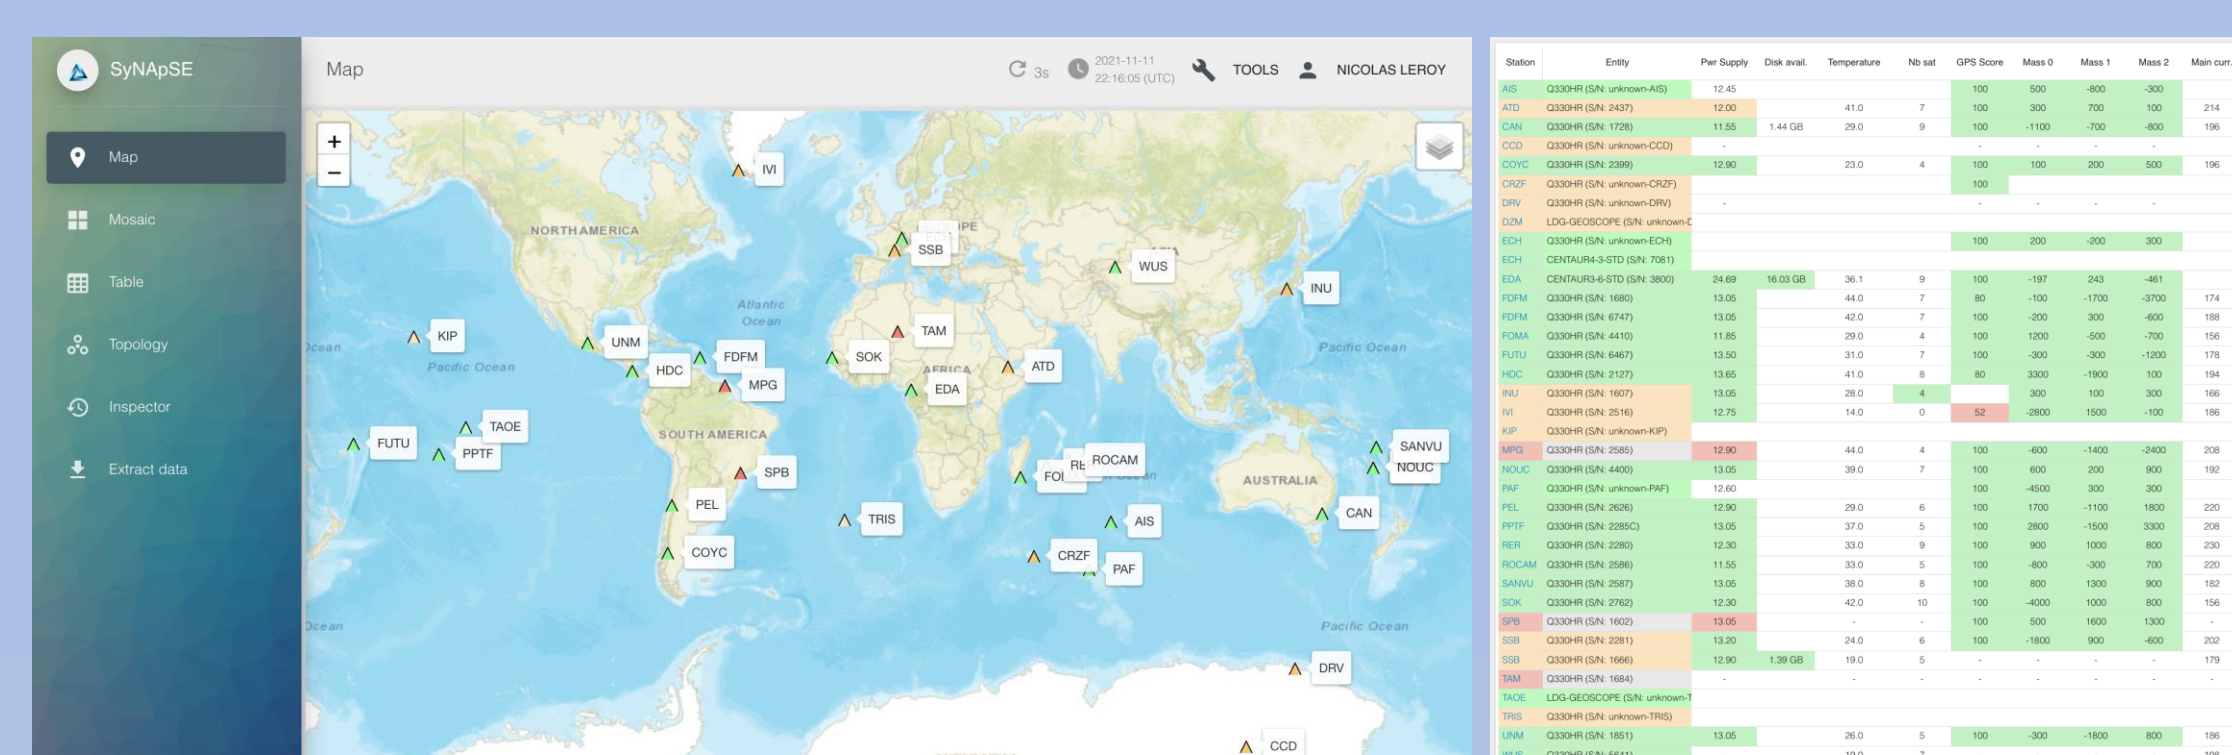 SyNApSE
Map
Mosaic
Table
Topology
Inspector
Extract data
Map
3s
2021-11-11
22:16:05 (UTC)
TOOLS
NICOLAS LEROY
+
−
IVI
NORTH AMERICA
SSB
WUS
INU
Atlantic
Ocean
KIP
UNM
TAM
Pacific Ocean
FDFM
SOK
HDC
Pacific Ocean
AFRICA
ATD
MPG
EDA
TAOE
FUTU
PPTF
SOUTH AMERICA
SANVU
ROCAM
NOUC
SPB
AUSTRALIA
PEL
TRIS
AIS
CAN
COYC
CRZF
PAF
Pacific Ocean
DRV
CCD
Station Entity Pwr Supply Disk avail. Temperature Nb sat GPS Score Mass 0 Mass 1 Mass 2 Main curr.
AIS Q330HR (S/N: unknown-AIS) 12.45 100 500 -800 -300
ATD Q330HR (S/N: 2437) 12.00 41.0 7 100 300 700 100 214
CAN Q330HR (S/N: 1728) 11.55 1.44 GB 29.0 9 100 -1100 -700 -800 196
CCD Q330HR (S/N: unknown-CCD) - - - - -
COYC Q330HR (S/N: 2399) 12.90 23.0 4 100 100 200 500 196
CRZF Q330HR (S/N: unknown-CRZF) 100
DRV Q330HR (S/N: unknown-DRV) - - - - -
DZM LDG-GEOSCOPE (S/N: unknown-D
ECH Q330HR (S/N: unknown-ECH) 100 200 -200 300
ECH CENTAUR4-3-STD (S/N: 7081)
EDA CENTAUR3-6-STD (S/N: 3800) 24.69 16.03 GB 36.1 9 100 -197 243 -461
FDFM Q330HR (S/N: 1680) 13.05 44.0 7 80 -100 -1700 -3700 174
FDFM Q330HR (S/N: 6747) 13.05 42.0 7 100 -200 300 -600 188
FOMA Q330HR (S/N: 4410) 11.85 29.0 4 100 1200 -500 -700 156
FUTU Q330HR (S/N: 6467) 13.50 31.0 7 100 -300 -300 -1200 178
HDC Q330HR (S/N: 2127) 13.65 41.0 8 80 3300 -1900 100 194
INU Q330HR (S/N: 1607) 13.05 28.0 4 300 100 300 166
IVI Q330HR (S/N: 2516) 12.75 14.0 0 52 -2800 1500 -100 186
KIP Q330HR (S/N: unknown-KIP)
MPG Q330HR (S/N: 2585) 12.90 44.0 4 100 -600 -1400 -2400 208
NOUC Q330HR (S/N: 4400) 13.05 39.0 7 100 600 200 900 192
PAF Q330HR (S/N: unknown-PAF) 12.60 100 -4500 300 300
PEL Q330HR (S/N: 2626) 12.90 29.0 6 100 1700 -1100 1800 220
PPTF Q330HR (S/N: 2285C) 13.05 37.0 5 100 2800 -1500 3300 208
RER Q330HR (S/N: 2280) 12.30 33.0 9 100 900 1000 800 230
ROCAM Q330HR (S/N: 2586) 11.55 33.0 5 100 -800 -300 700 220
SANVU Q330HR (S/N: 2587) 13.05 38.0 8 100 800 1300 900 182
SOK Q330HR (S/N: 2762) 12.30 42.0 10 100 -4000 1000 800 156
SPB Q330HR (S/N: 1602) 13.05 - - 100 500 1600 1300 -
SSB Q330HR (S/N: 2281) 13.20 24.0 6 100 -1800 900 -600 202
SSB Q330HR (S/N: 1666) 12.90 1.39 GB 19.0 5 - - - - 179
TAM Q330HR (S/N: 1684) - - - - - - - -
TAOE LDG-GEOSCOPE (S/N: unknown-T
TRIS Q330HR (S/N: unknown-TRIS)
UNM Q330HR (S/N: 1851) 13.05 26.0 5 100 -300 -1800 800 186